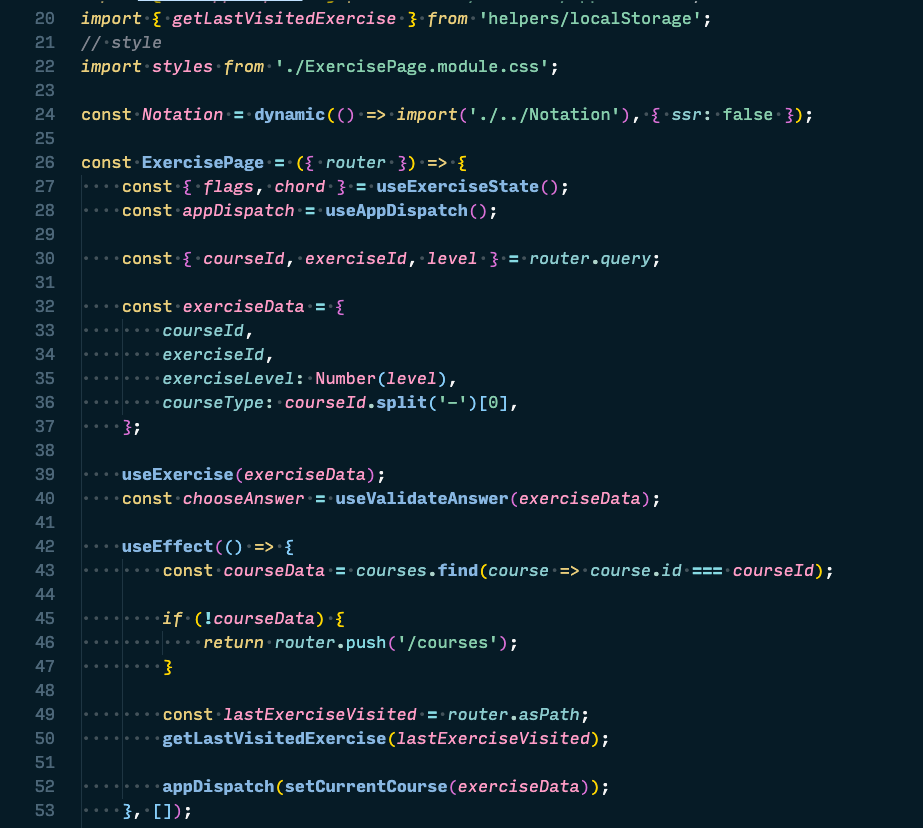 20 import { getLastVisitedExercise } from 'helpers/localStorage';
21 // style
22 import styles from './ExercisePage.module.css';
23
24 const Notation = dynamic(() => import('./../Notation'), { ssr: false });
25
26 const ExercisePage = ({ router }) => {
27     const { flags, chord } = useExerciseState();
28     const appDispatch = useAppDispatch();
29
30     const { courseId, exerciseId, level } = router.query;
31
32     const exerciseData = {
33         courseId,
34         exerciseId,
35         exerciseLevel: Number(level),
36         courseType: courseId.split('-')[0],
37     };
38
39     useExercise(exerciseData);
40     const chooseAnswer = useValidateAnswer(exerciseData);
41
42     useEffect(() => {
43         const courseData = courses.find(course => course.id === courseId);
44
45         if (!courseData) {
46             return router.push('/courses');
47         }
48
49         const lastExerciseVisited = router.asPath;
50         getLastVisitedExercise(lastExerciseVisited);
51
52         appDispatch(setCurrentCourse(exerciseData));
53     }, []);